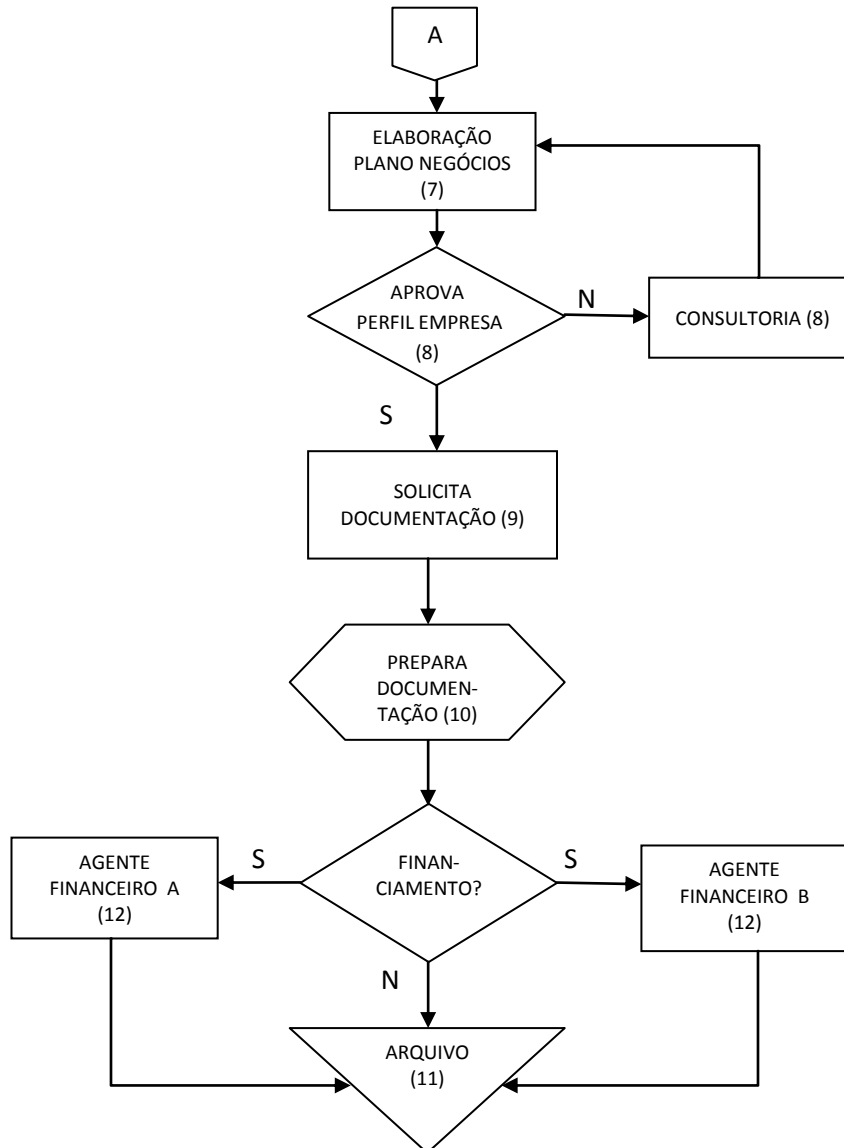 A
ELABORAÇÃO
PLANO NEGÓCIOS
(7)
APROVA
PERFIL EMPRESA
(8)
N
CONSULTORIA (8)
S
SOLICITA
DOCUMENTAÇÃO (9)
PREPARA
DOCUMEN-
TAÇÃO (10)
FINAN-
CIAMENTO?
S
AGENTE
FINANCEIRO A
(12)
S
AGENTE
FINANCEIRO B
(12)
N
ARQUIVO
(11)